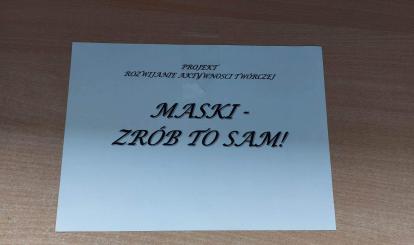 PROJEKT
ROZWIJANIE AKTYWNOŚCI TWÓRCZEJ
MASKI -
ZRÓB TO SAM!